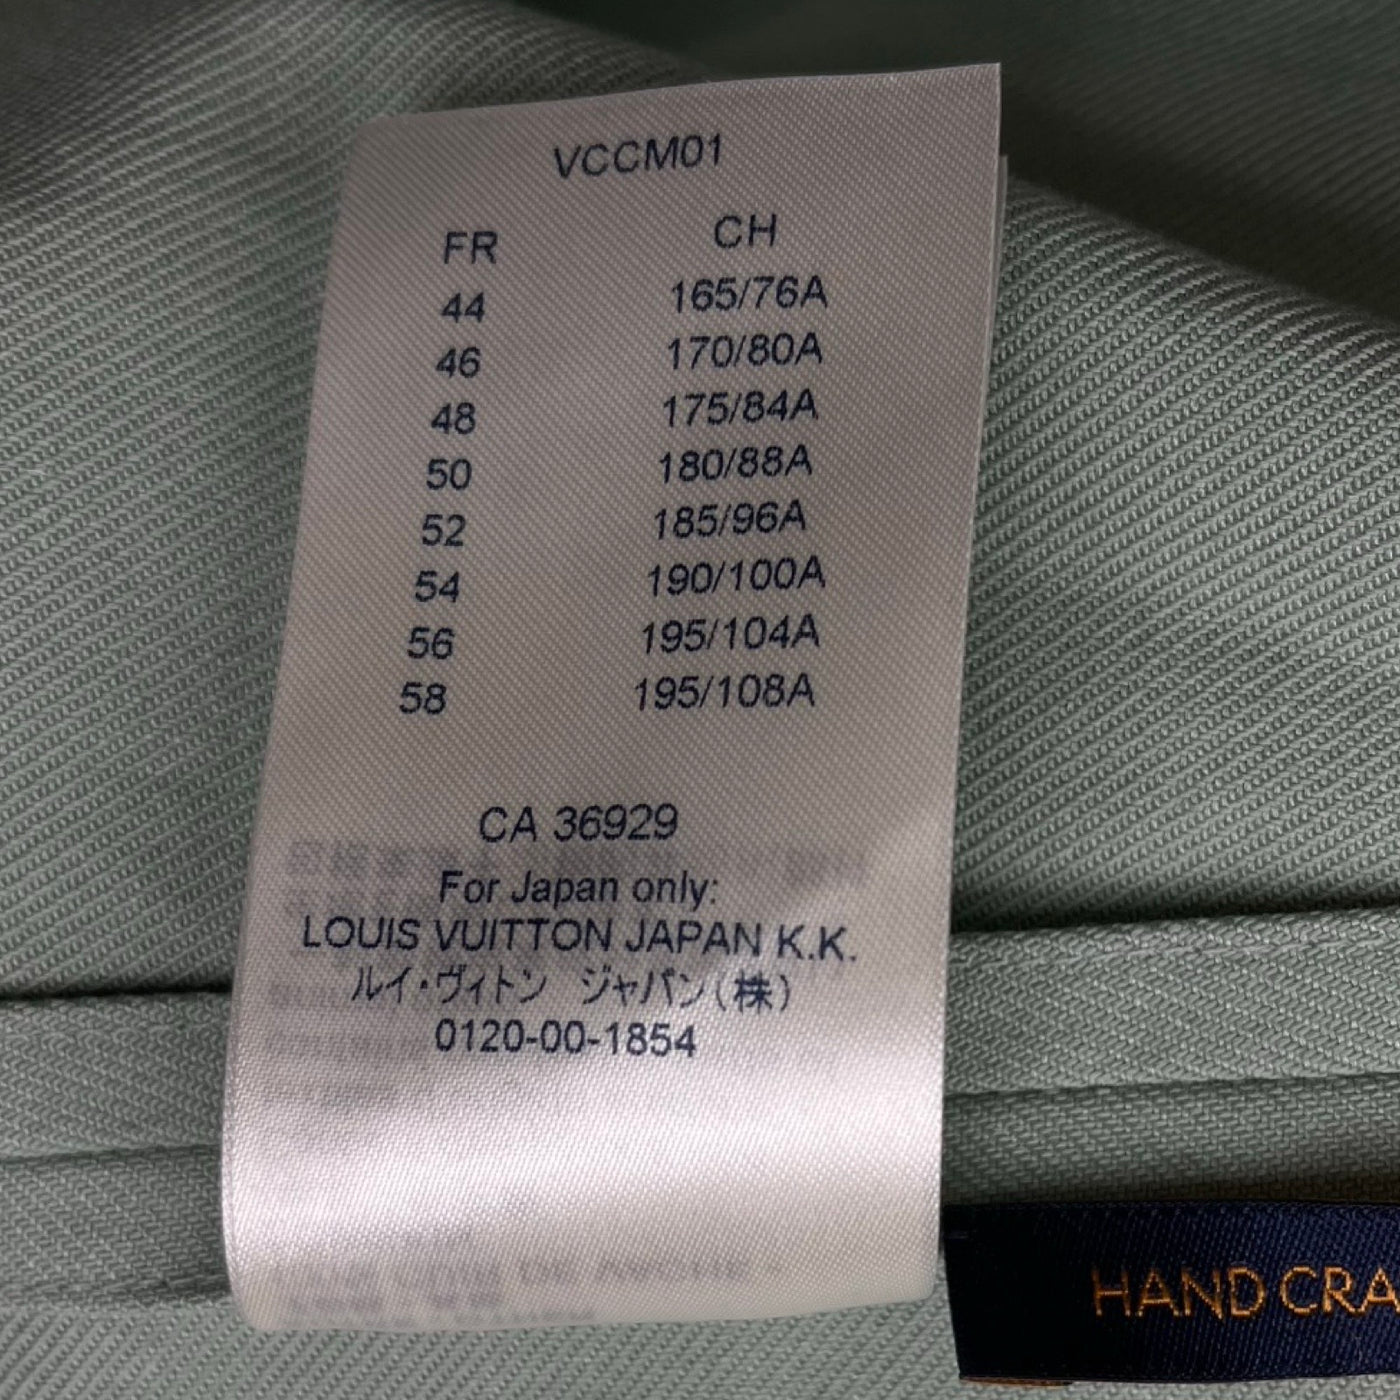 VCCM01
FR CH
44 165/76A
46 170/80A
48 175/84A
50 180/88A
52 185/96A
54 190/100A
56 195/104A
58 195/108A
CA 36929
For Japan only:
LOUIS VUITTON JAPAN K.K.
ルイ・ヴィトン ジャパン(株)
0120-00-1854
HAND CRA